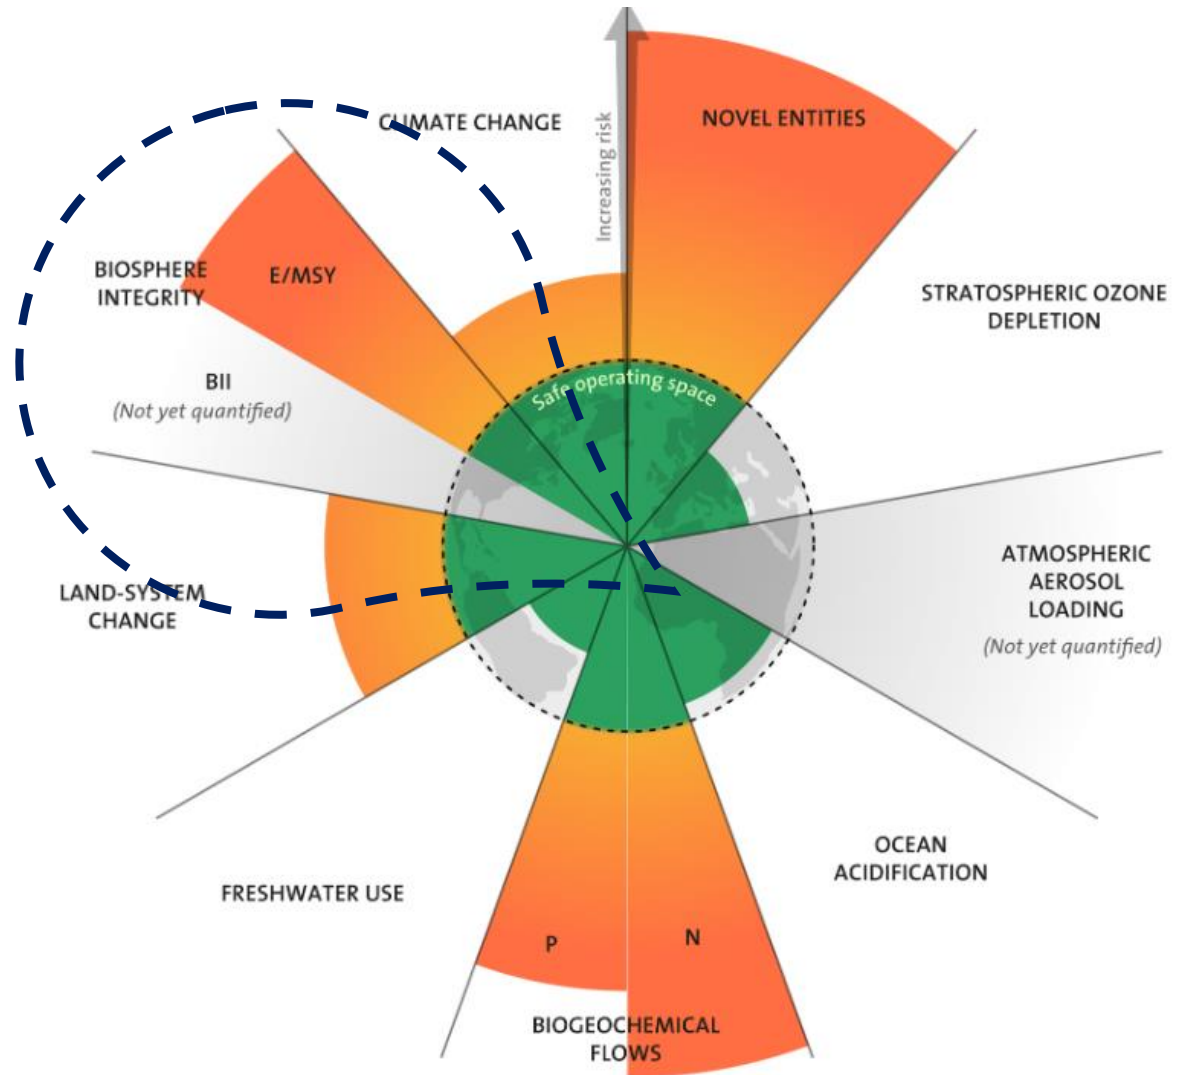 CLIMATE CHANGE
NOVEL ENTITIES
Increasing risk
BIOSPHERE
INTEGRITY
E/MSY
STRATOSPHERIC OZONE
DEPLETION
BII
(Not yet quantified)
Safe operating space
ATMOSPHERIC
AEROSOL
LOADING
(Not yet quantified)
LAND-SYSTEM
CHANGE
OCEAN
ACIDIFICATION
FRESHWATER USE
P
N
BIOGEOCHEMICAL
FLOWS